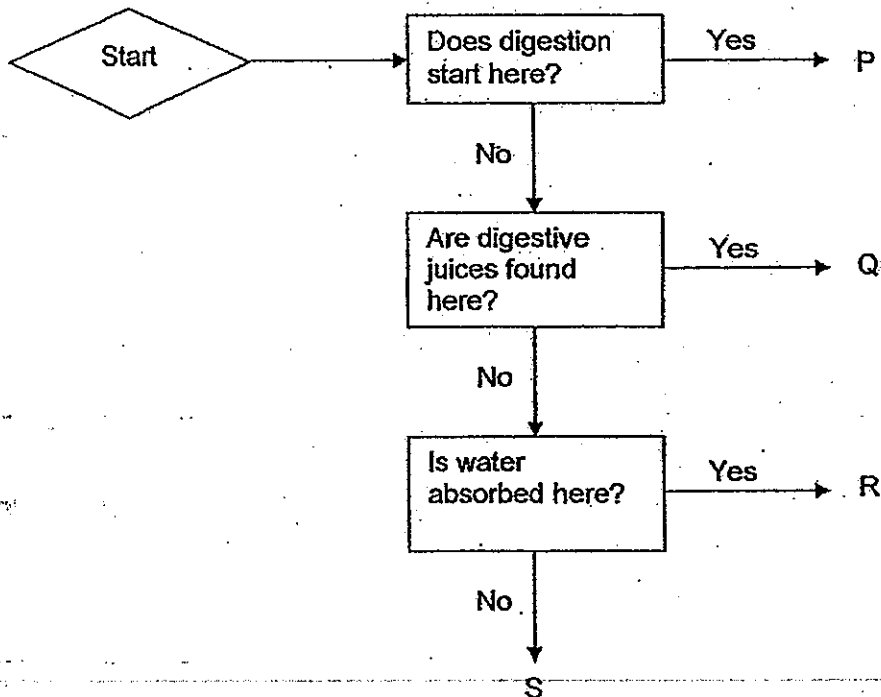 Start
Does digestion
start here?
Yes
P
No
Are digestive
juices found
here?
Yes
Q
No
Is water
absorbed here?
Yes
R
No
S